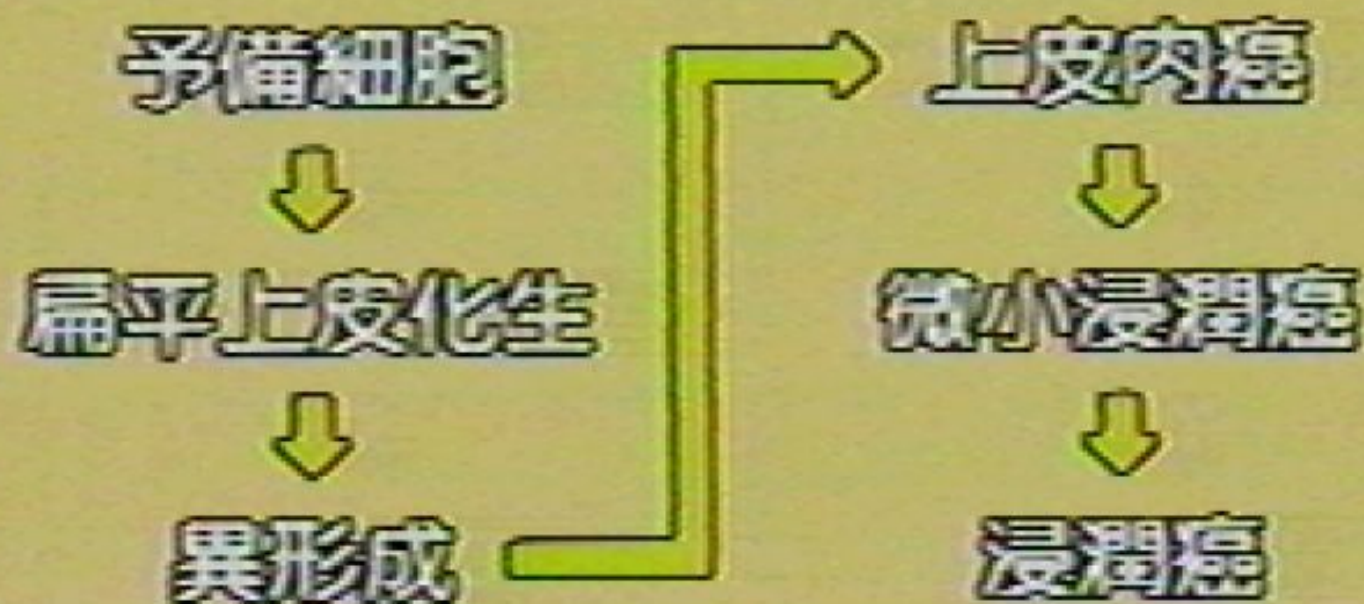 予備細胞
扁平上皮化生
異形成
上皮内癌
微小浸潤癌
浸潤癌